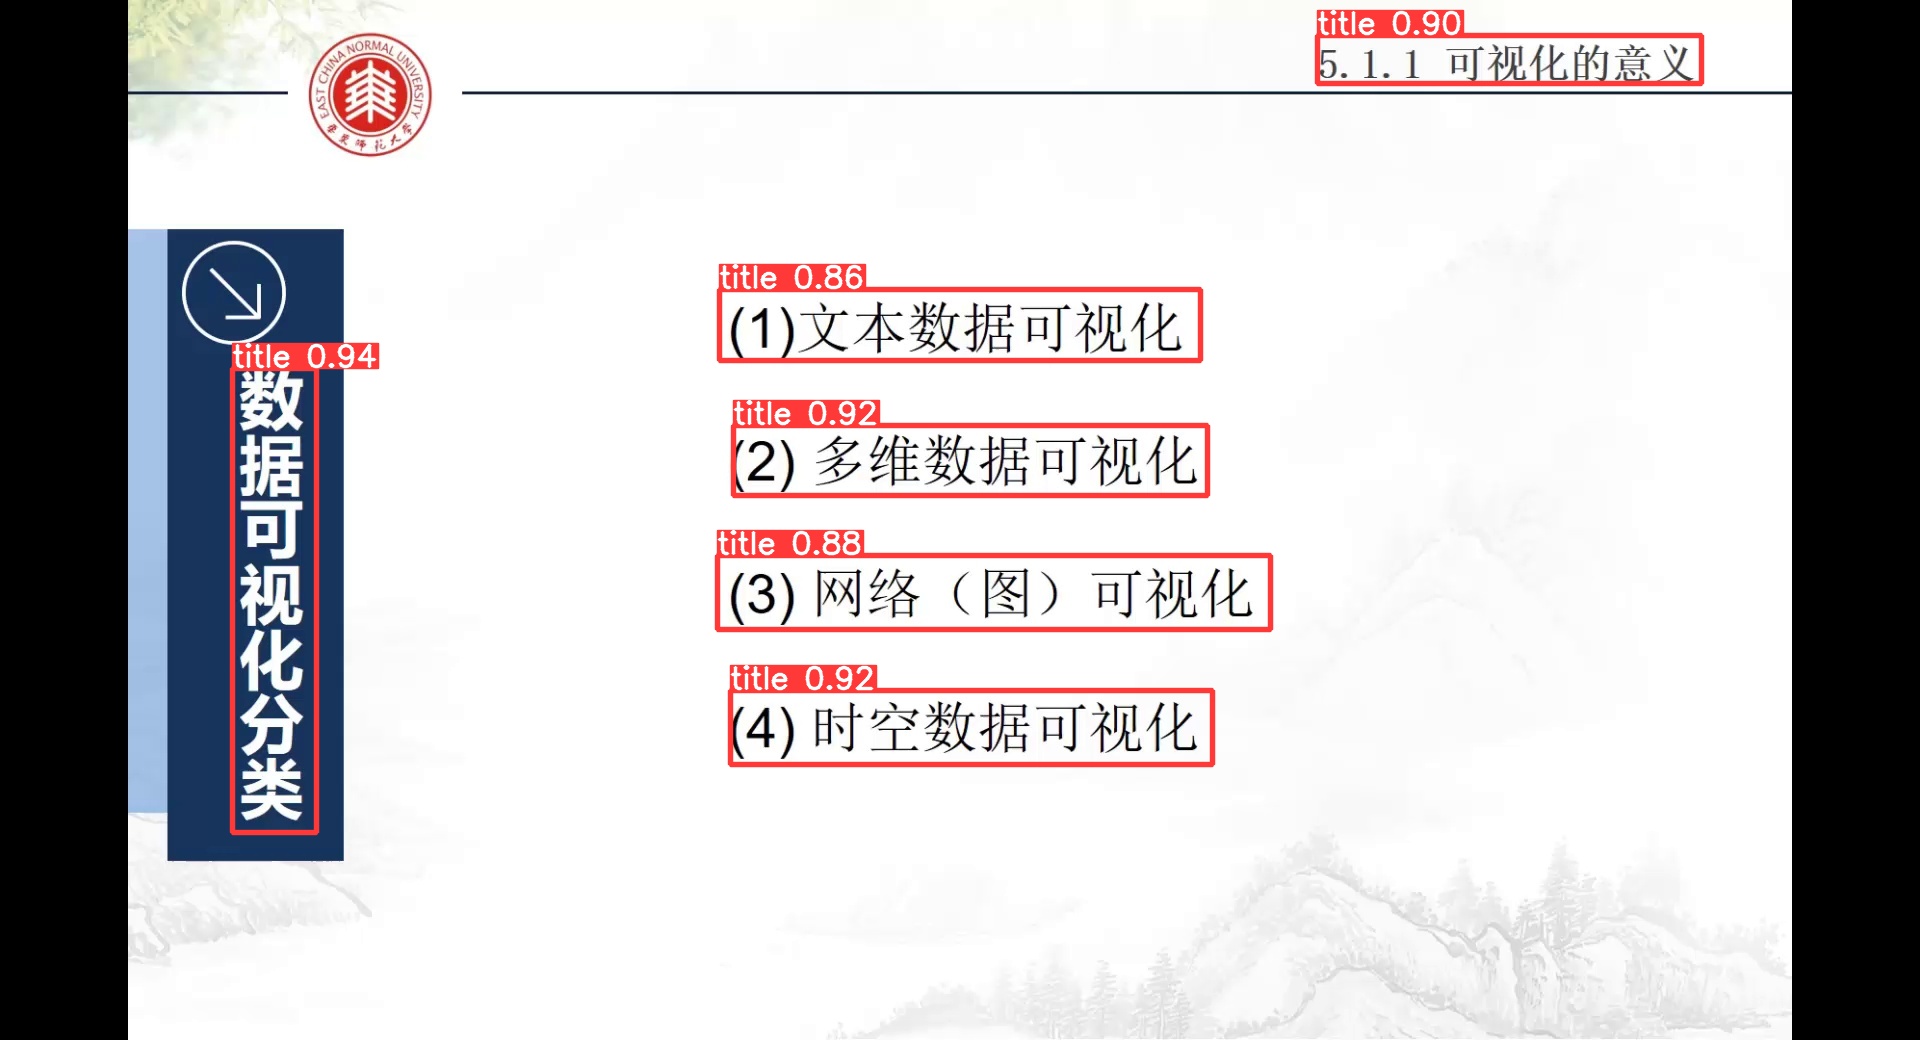 title 0.90
5.1.1 可视化的意义
EAST CHINA NORMAL UNIVERSITY
华东师范大学
title 0.94
数据可视化分类
title 0.86
(1)文本数据可视化
title 0.92
(2) 多维数据可视化
title 0.88
(3) 网络（图）可视化
title 0.92
(4) 时空数据可视化